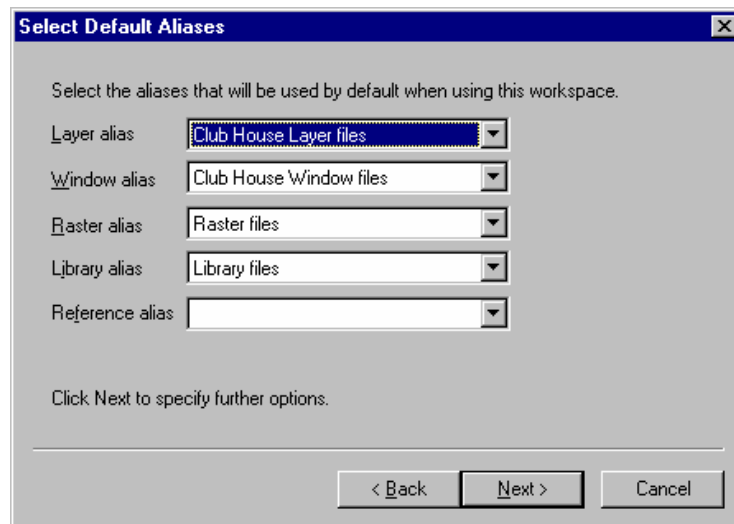 Select Default Aliases
Select the aliases that will be used by default when using this workspace.
Layer alias Club House Layer files
Window alias Club House Window files
Raster alias Raster files
Library alias Library files
Reference alias
Click Next to specify further options.
< Back Next > Cancel